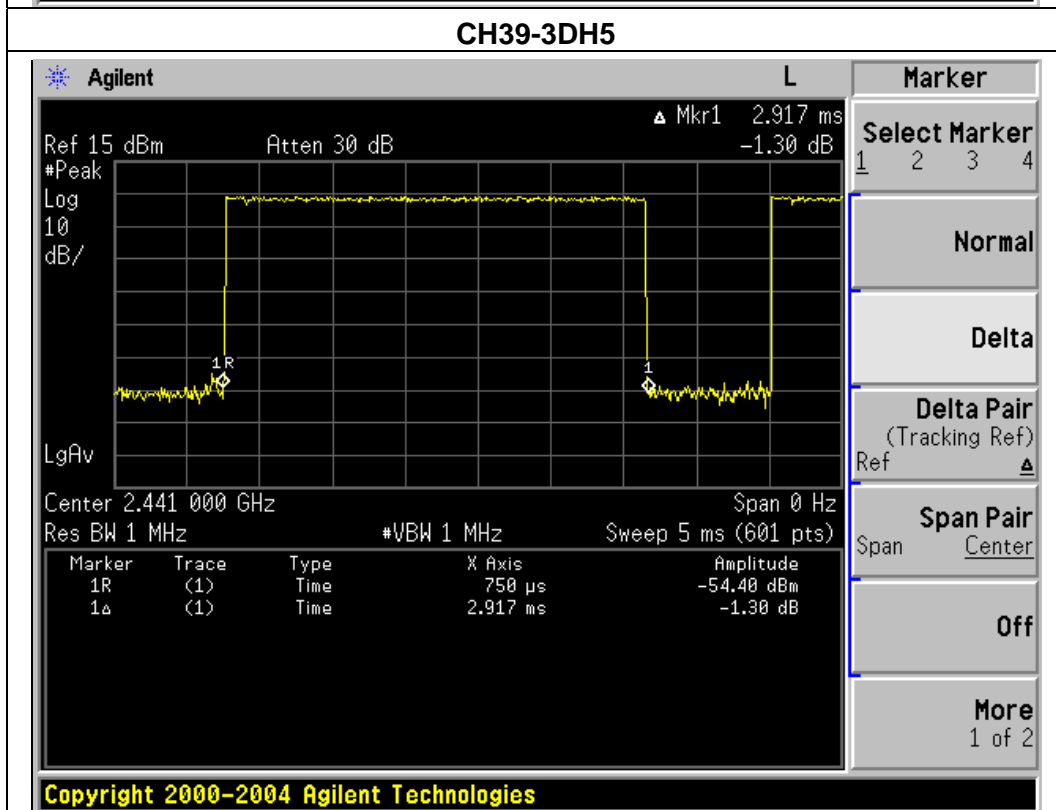 CH39-3DH5
Agilent L Marker
▵ Mkr1 2.917 ms
Ref 15 dBm Atten 30 dB -1.30 dB
#Peak
Log
10
dB/
1R
1
LgAv
Center 2.441 000 GHz Span 0 Hz
Res BW 1 MHz #VBW 1 MHz Sweep 5 ms (601 pts)
Marker Trace Type X Axis Amplitude
1R (1) Time 750 µs -54.40 dBm
1▵ (1) Time 2.917 ms -1.30 dB
Select Marker
1 2 3 4
Normal
Delta
Delta Pair
(Tracking Ref)
Ref ▵
Span Pair
Span Center
Off
More
1 of 2
Copyright 2000-2004 Agilent Technologies